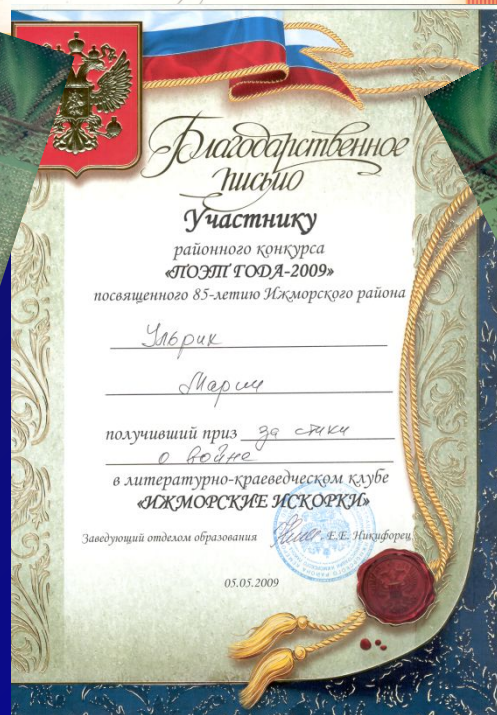 Благодарственное
письмо
Участнику
районного конкурса
«ПОЭТ ГОДА-2009»
посвященного 85-летию Ижморского района
Ульрих
Марии
получивший приз за стихи
о войне
в литературно-краеведческом клубе
«ИЖМОРСКИЕ ИСКОРКИ»
Заведующий отделом образования Е.Е. Никифорец
05.05.2009